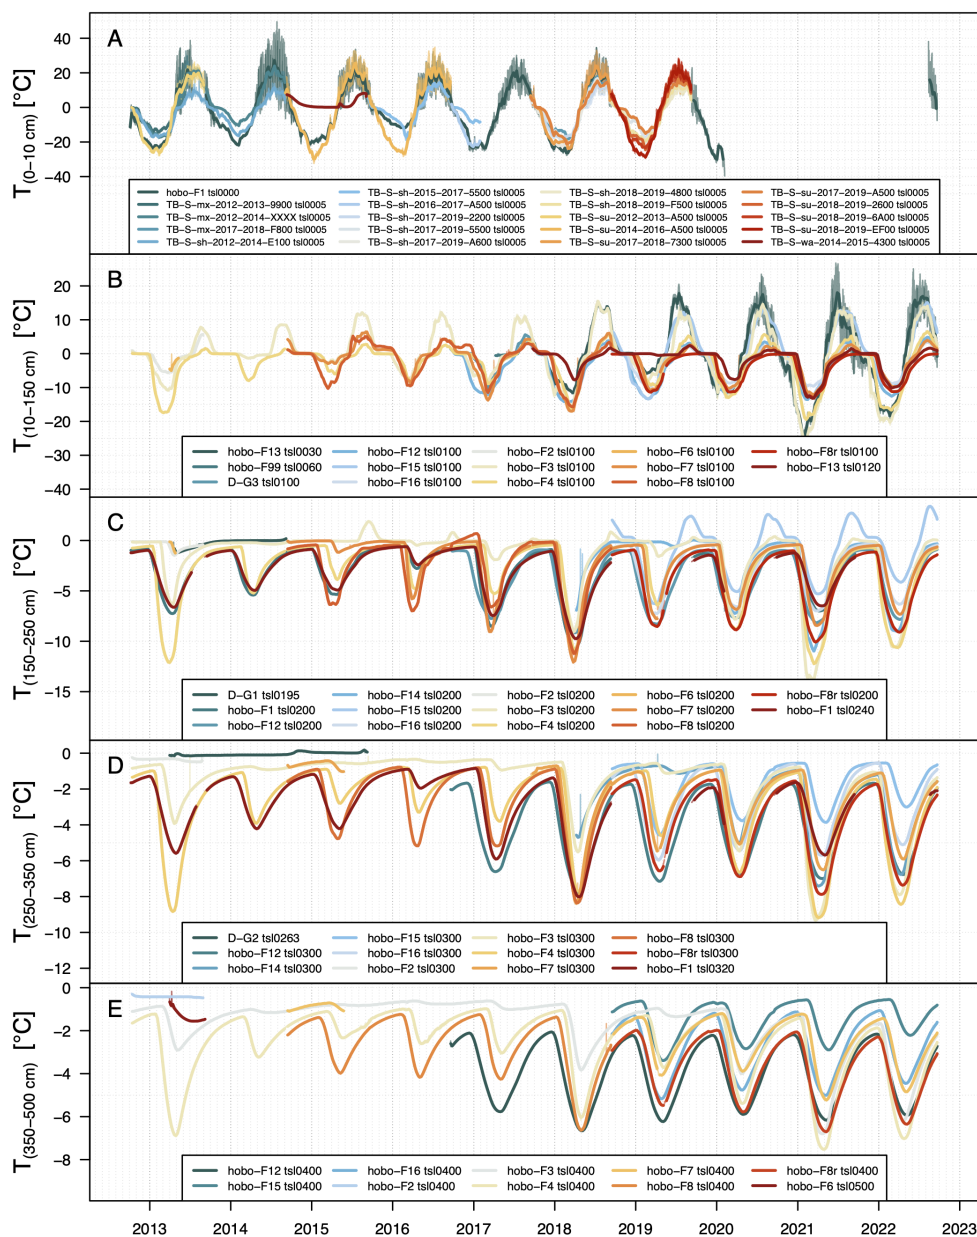 A
T(0−10 cm) [°C]
40
20
0
−20
−40
hobo−F1 tsl0000
TB−S−mx−2012−2013−9900 tsl0005
TB−S−mx−2012−2014−XXXX tsl0005
TB−S−mx−2017−2018−F800 tsl0005
TB−S−sh−2012−2014−E100 tsl0005
TB−S−sh−2015−2017−5500 tsl0005
TB−S−sh−2016−2017−A500 tsl0005
TB−S−sh−2017−2019−2200 tsl0005
TB−S−sh−2017−2019−5500 tsl0005
TB−S−sh−2017−2019−A600 tsl0005
TB−S−sh−2018−2019−4800 tsl0005
TB−S−sh−2018−2019−F500 tsl0005
TB−S−su−2012−2013−A500 tsl0005
TB−S−su−2014−2016−A500 tsl0005
TB−S−su−2017−2018−7300 tsl0005
TB−S−su−2017−2019−A500 tsl0005
TB−S−su−2018−2019−2600 tsl0005
TB−S−su−2018−2019−6A00 tsl0005
TB−S−su−2018−2019−EF00 tsl0005
TB−S−wa−2014−2015−4300 tsl0005
B
T(10−150 cm) [°C]
20
10
0
−10
−20
−30
−40
hobo−F13 tsl0030
hobo−F99 tsl0060
D−G3 tsl0100
hobo−F12 tsl0100
hobo−F15 tsl0100
hobo−F16 tsl0100
hobo−F2 tsl0100
hobo−F3 tsl0100
hobo−F4 tsl0100
hobo−F6 tsl0100
hobo−F7 tsl0100
hobo−F8 tsl0100
hobo−F8r tsl0100
hobo−F13 tsl0120
C
T(150−250 cm) [°C]
0
−5
−10
−15
D−G1 tsl0195
hobo−F1 tsl0200
hobo−F12 tsl0200
hobo−F14 tsl0200
hobo−F15 tsl0200
hobo−F16 tsl0200
hobo−F2 tsl0200
hobo−F3 tsl0200
hobo−F4 tsl0200
hobo−F6 tsl0200
hobo−F7 tsl0200
hobo−F8 tsl0200
hobo−F8r tsl0200
hobo−F1 tsl0240
D
T(250−350 cm) [°C]
0
−2
−4
−6
−8
−10
−12
D−G2 tsl0263
hobo−F12 tsl0300
hobo−F14 tsl0300
hobo−F15 tsl0300
hobo−F16 tsl0300
hobo−F2 tsl0300
hobo−F3 tsl0300
hobo−F4 tsl0300
hobo−F7 tsl0300
hobo−F8 tsl0300
hobo−F8r tsl0300
hobo−F1 tsl0320
E
T(350−500 cm) [°C]
0
−2
−4
−6
−8
hobo−F12 tsl0400
hobo−F15 tsl0400
hobo−F16 tsl0400
hobo−F2 tsl0400
hobo−F3 tsl0400
hobo−F4 tsl0400
hobo−F7 tsl0400
hobo−F8 tsl0400
hobo−F8r tsl0400
hobo−F6 tsl0500
2013 2014 2015 2016 2017 2018 2019 2020 2021 2022 2023